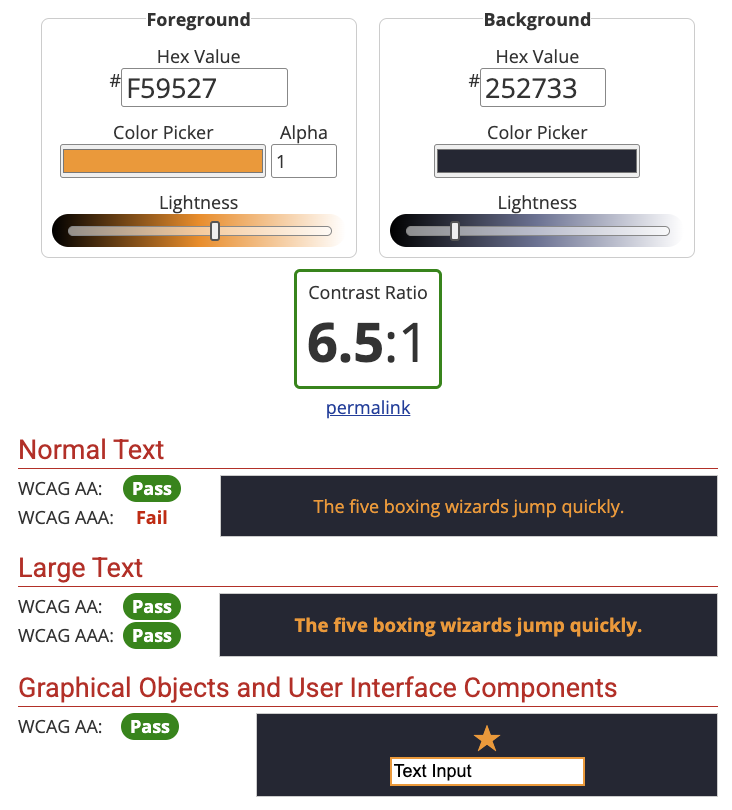 Foreground
Background
Hex Value
Hex Value
#F59527
#252733
Color Picker
Alpha
Color Picker
1
Lightness
Lightness
Contrast Ratio
6.5:1
permalink
Normal Text
WCAG AA: Pass
WCAG AAA: Fail
The five boxing wizards jump quickly.
Large Text
WCAG AA: Pass
WCAG AAA: Pass
The five boxing wizards jump quickly.
Graphical Objects and User Interface Components
WCAG AA: Pass
Text Input